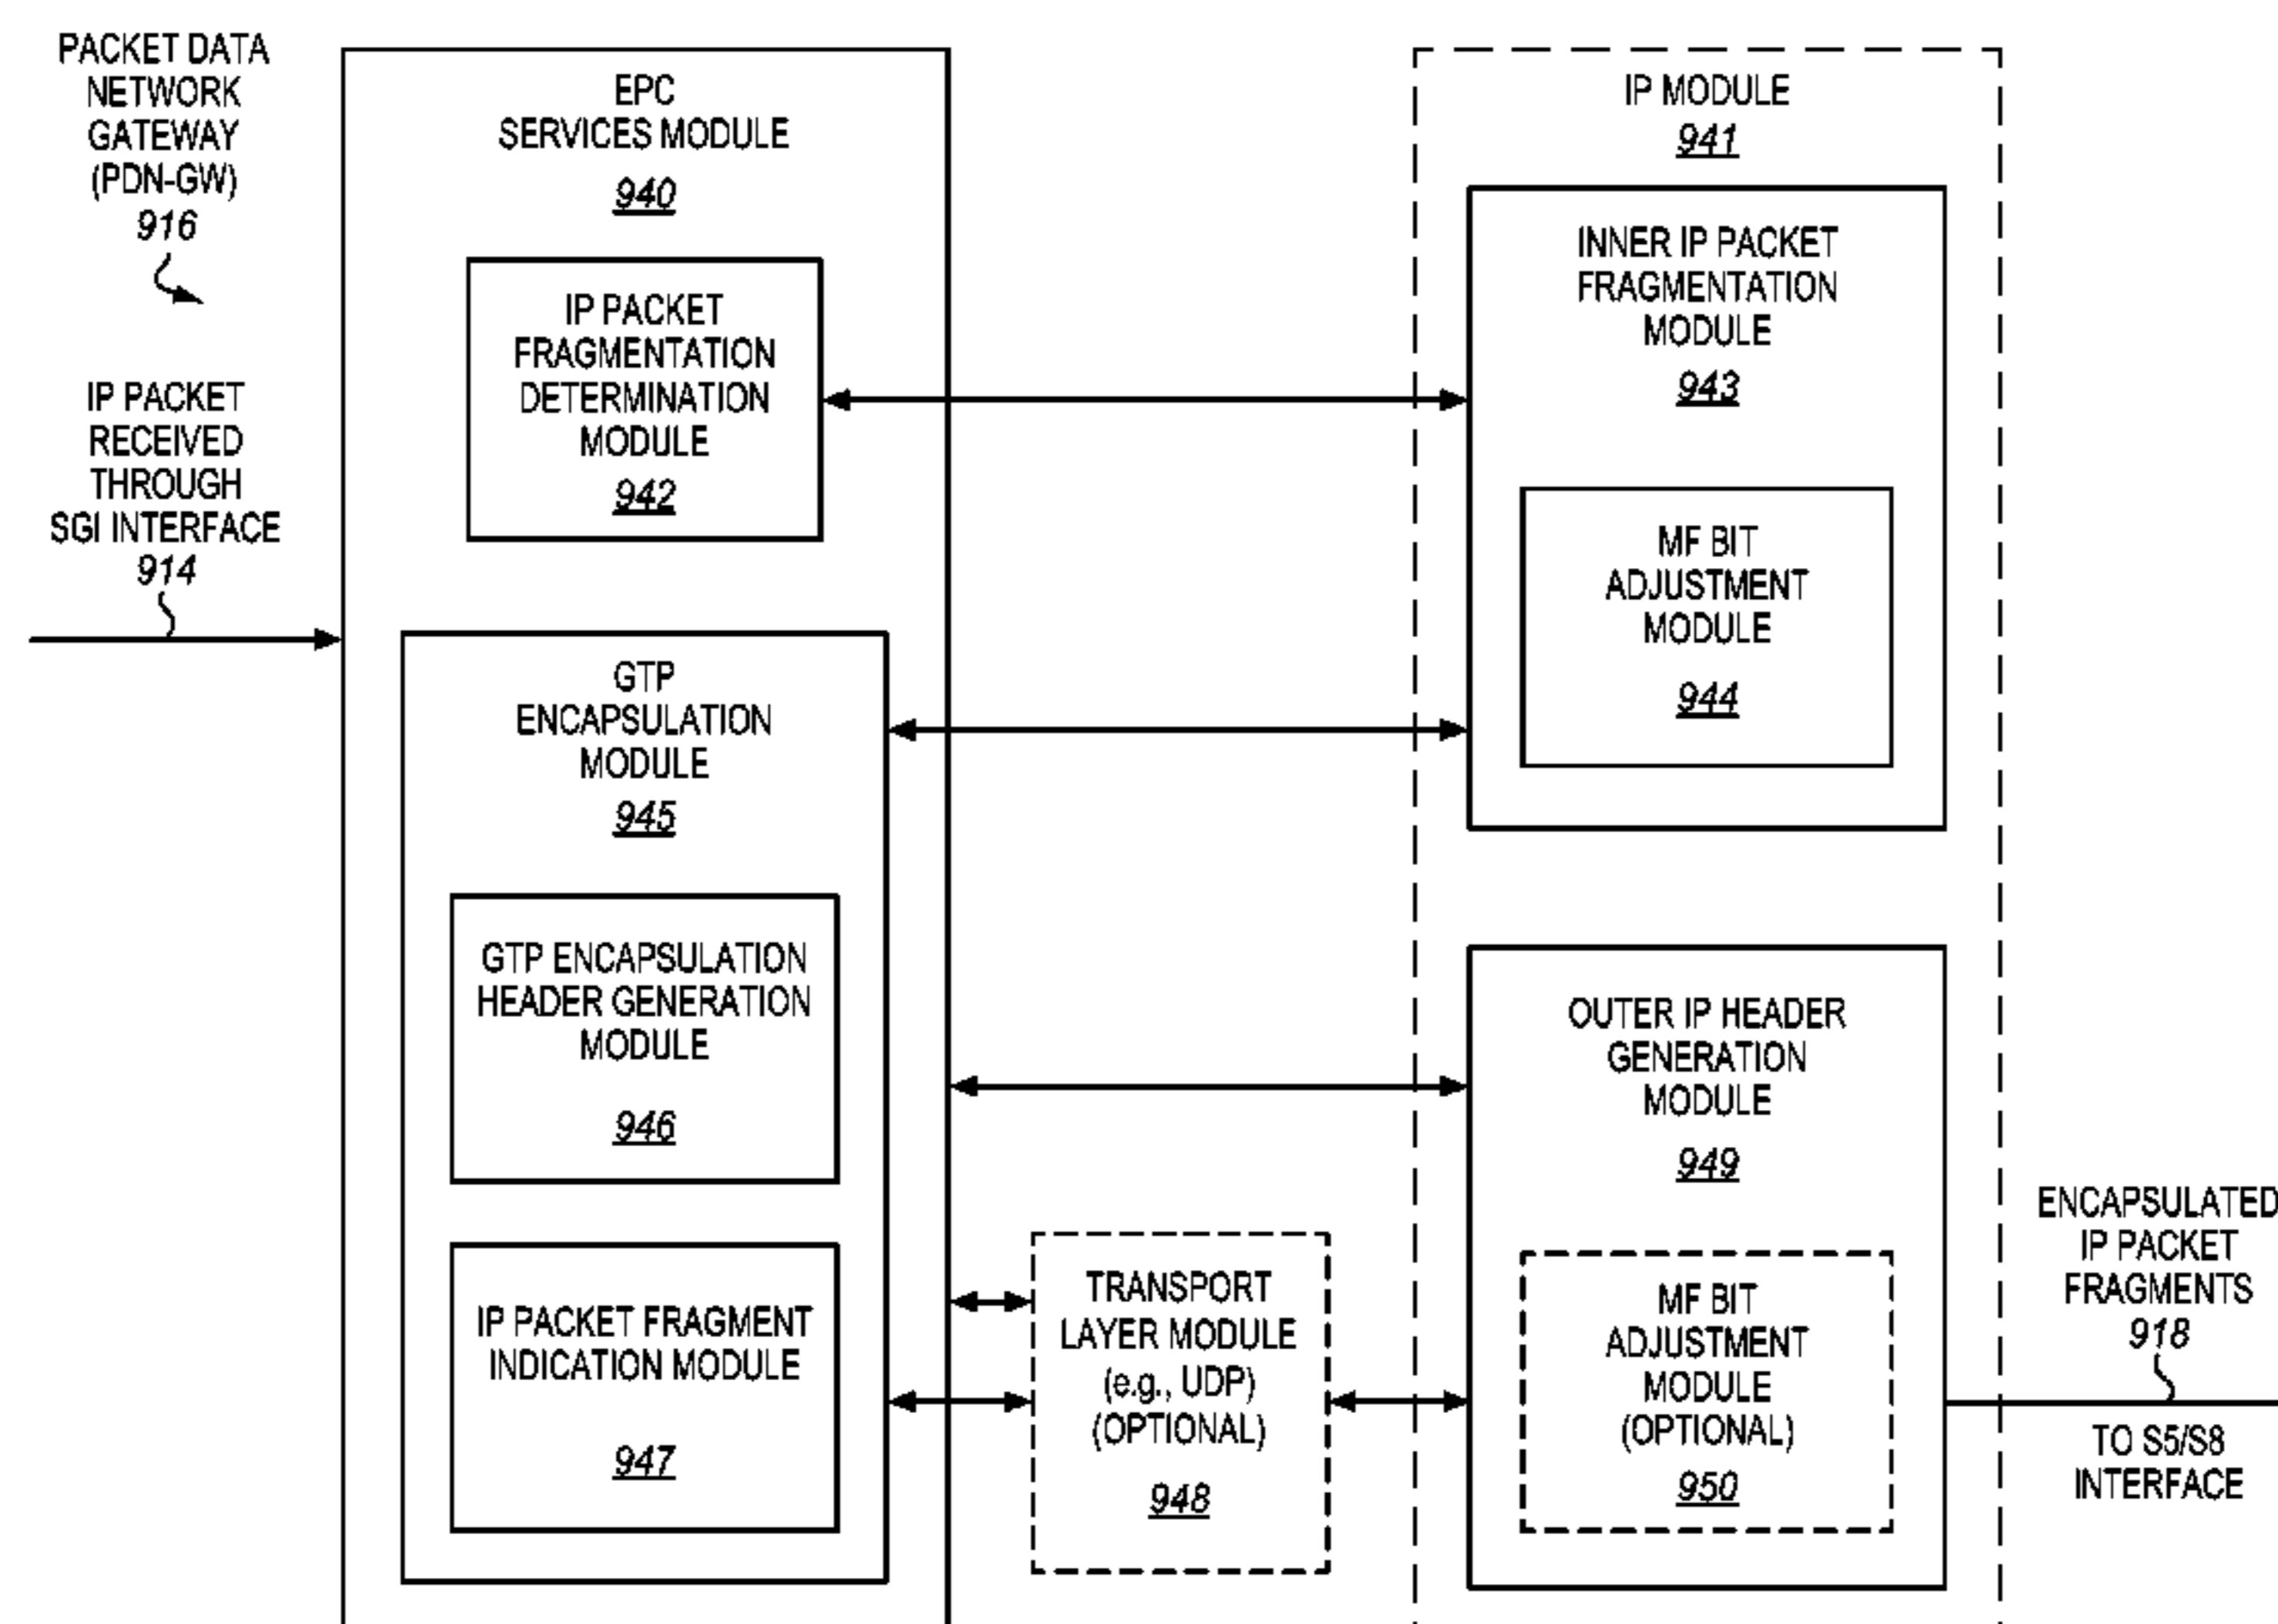 PACKET DATA
NETWORK
GATEWAY
(PDN-GW)
916
IP PACKET
RECEIVED
THROUGH
SGI INTERFACE
914
EPC
SERVICES MODULE
940
IP PACKET
FRAGMENTATION
DETERMINATION
MODULE
942
GTP
ENCAPSULATION
MODULE
945
GTP ENCAPSULATION
HEADER GENERATION
MODULE
946
IP PACKET FRAGMENT
INDICATION MODULE
947
TRANSPORT
LAYER MODULE
(e.g., UDP)
(OPTIONAL)
948
IP MODULE
941
INNER IP PACKET
FRAGMENTATION
MODULE
943
MF BIT
ADJUSTMENT
MODULE
944
OUTER IP HEADER
GENERATION
MODULE
949
MF BIT
ADJUSTMENT
MODULE
(OPTIONAL)
950
ENCAPSULATED
IP PACKET
FRAGMENTS
918
TO S5/S8
INTERFACE